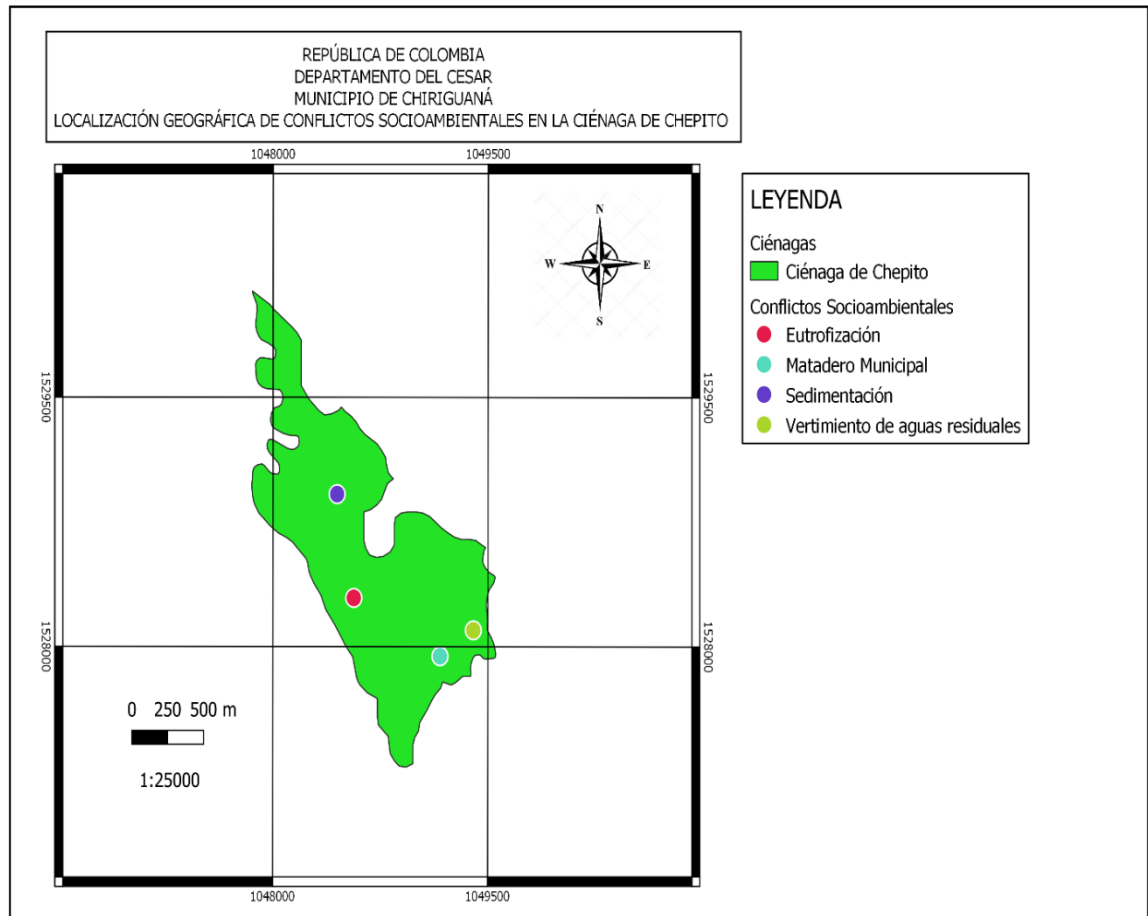 REPÚBLICA DE COLOMBIA
DEPARTAMENTO DEL CESAR
MUNICIPIO DE CHIRIGUANÁ
LOCALIZACIÓN GEOGRÁFICA DE CONFLICTOS SOCIOAMBIENTALES EN LA CIÉNAGA DE CHEPITO
1048000 1049500
N
W E
S
1529500 1529500
1528000 1528000
0 250 500 m
1:25000
1048000 1049500
LEYENDA
Ciénagas
Ciénaga de Chepito
Conflictos Socioambientales
Eutrofización
Matadero Municipal
Sedimentación
Vertimiento de aguas residuales